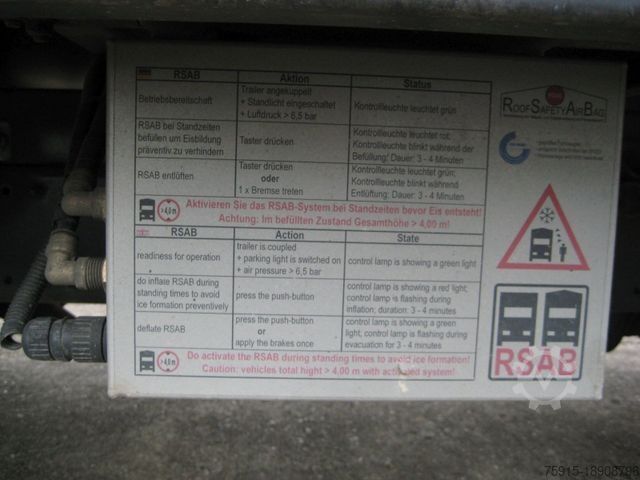 RSAB Aktion Status
Betriebsbereitschaft
Trailer angekuppelt
+ Standlicht eingeschaltet
+ Luftdruck > 6,5 bar
Kontrollleuchte leuchtet grün
RSAB bei Standzeiten
befüllen um Eisbildung
präventiv zu verhindern
Taster drücken
Kontrollleuchte leuchtet rot;
Kontrollleuchte blinkt während der
Befüllung; Dauer: 3 - 4 Minuten
RSAB entlüften
Taster drücken
oder
1 x Bremse treten
Kontrollleuchte leuchtet grün;
Kontrollleuchte blinkt während
Entlüftung; Dauer: 3 - 4 Minuten
>4,0m
Aktivieren Sie das RSAB-System bei Standzeiten bevor Eis entsteht!
Achtung: Im befüllten Zustand Gesamthöhe > 4,00 m!
RSAB Action State
readiness for operation
trailer is coupled
+ parking light is switched on
+ air pressure > 6,5 bar
control lamp is showing a green light
do inflaie RSAB during
standing times to avoid
ice formation preventively
press the push-button
control lamp is showing a red light;
control lamp is flashing during
inflation; duration: 3 - 4 minutes
deflate RSAB
press the push-button
or
apply the brakes once
control lamp is showing a green
light; control lamp is flashing during
evacuation for 3 - 4 minutes
>4,0m
Do activate the RSAB during standing times to avoid ice formation!
Caution: vehicles total hight > 4,00 m with activated system!
ROOFSAFETYAIRBAG
RSAB
75915-18908786